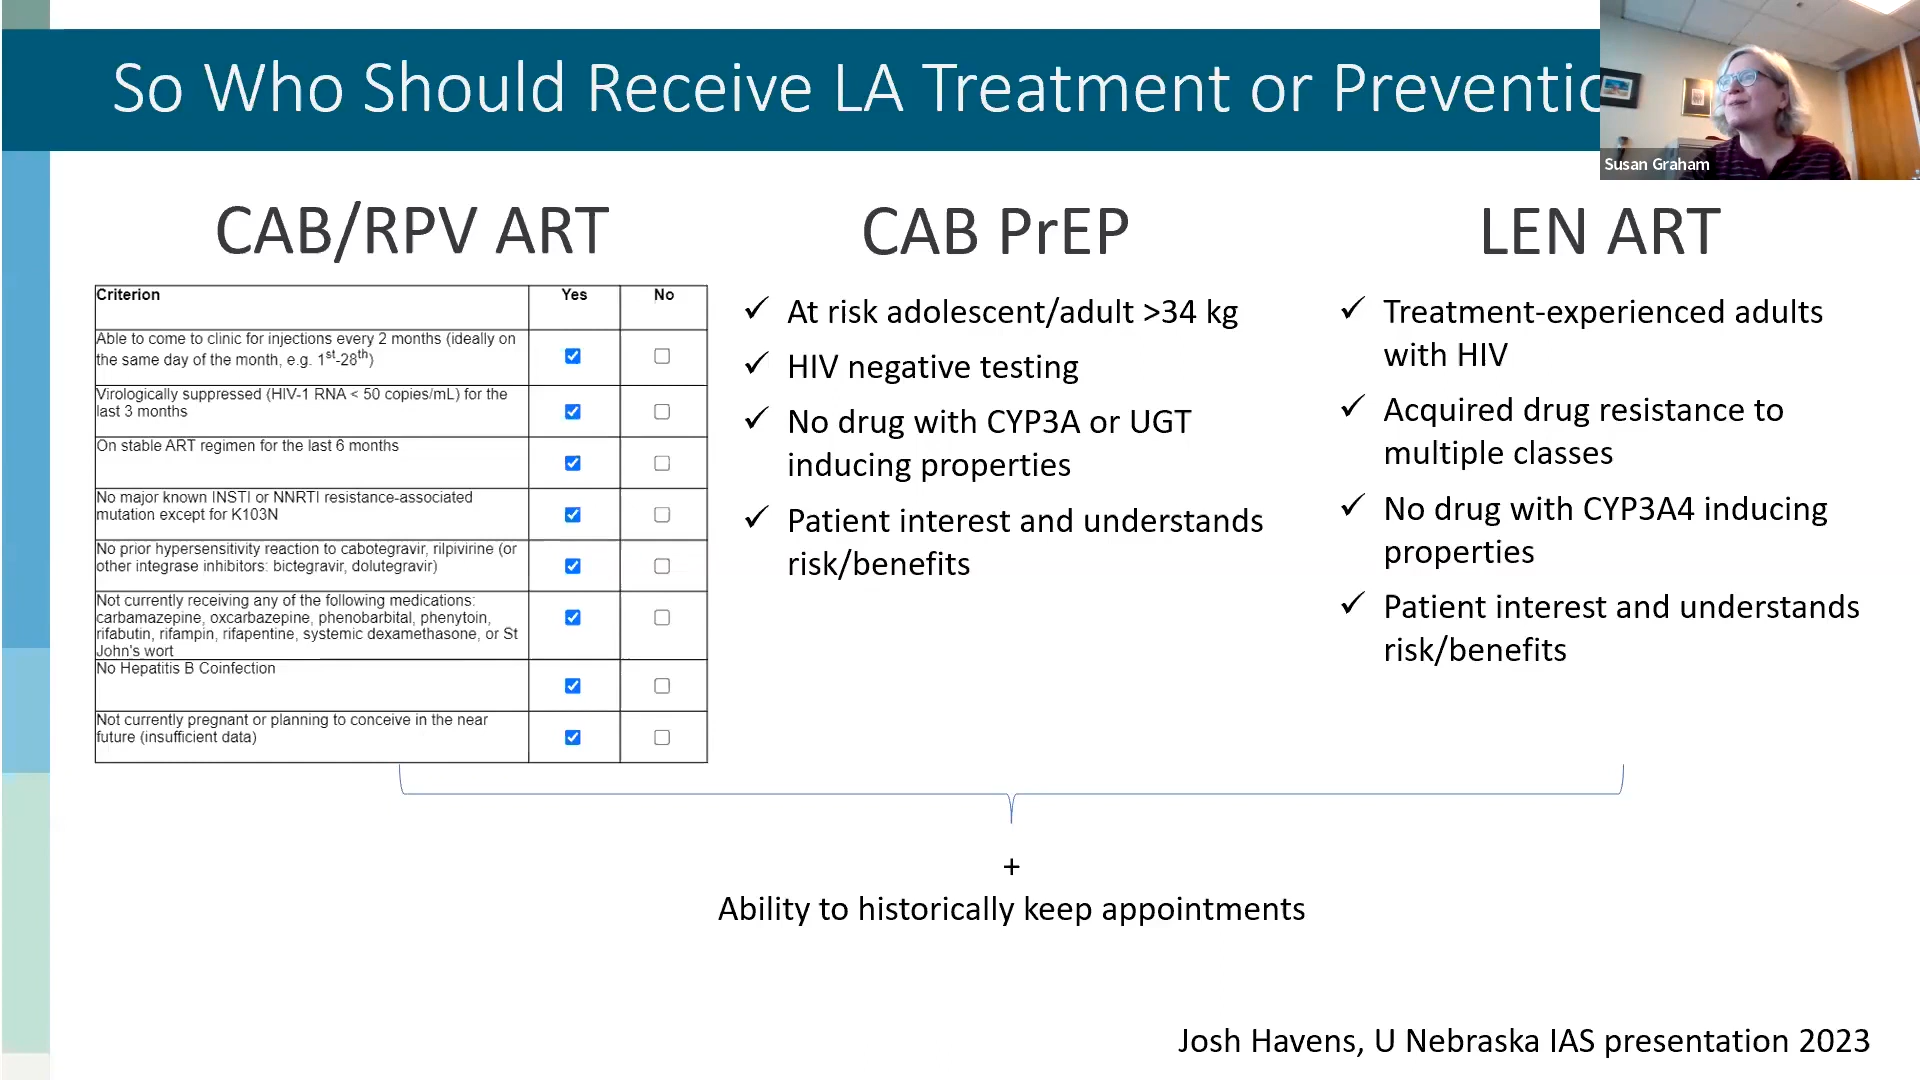 So Who Should Receive LA Treatment or Preventio
Susan Graham
CAB/RPV ART
Criterion Yes No
Able to come to clinic for injections every 2 months (ideally on
the same day of the month, e.g. 1st-28th)
Virologically suppressed (HIV-1 RNA < 50 copies/mL) for the
last 3 months
On stable ART regimen for the last 6 months
No major known INSTI or NNRTI resistance-associated
mutation except for K103N
No prior hypersensitivity reaction to cabotegravir, rilpivirine (or
other integrase inhibitors: bictegravir, dolutegravir)
Not currently receiving any of the following medications:
carbamazepine, oxcarbazepine, phenobarbital, phenytoin,
rifabutin, rifampin, rifapentine, systemic dexamethasone, or St
John's wort
No Hepatitis B Coinfection
Not currently pregnant or planning to conceive in the near
future (insufficient data)
CAB PrEP
✓ At risk adolescent/adult >34 kg
✓ HIV negative testing
✓ No drug with CYP3A or UGT
inducing properties
✓ Patient interest and understands
risk/benefits
LEN ART
✓ Treatment-experienced adults
with HIV
✓ Acquired drug resistance to
multiple classes
✓ No drug with CYP3A4 inducing
properties
✓ Patient interest and understands
risk/benefits
+
Ability to historically keep appointments
Josh Havens, U Nebraska IAS presentation 2023